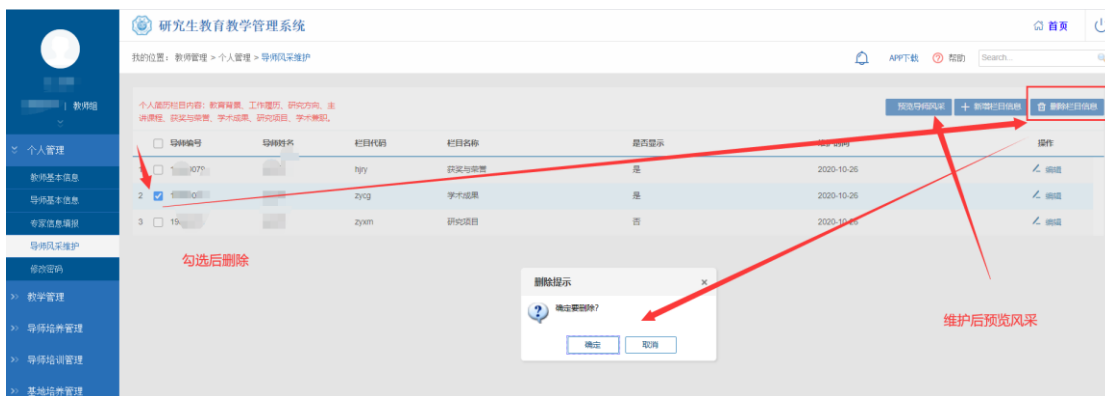 研究生教育教学管理系统
首页
我的位置： 教师管理 > 个人管理 > 导师风采维护
APP下载
帮助
Search...
| 教师组
个人管理
教师基本信息
导师基本信息
专家信息填报
导师风采维护
修改密码
教学管理
导师培养管理
导师培训管理
基地培养管理
个人简历栏目内容：教育背景、工作履历、研究方向、主
讲课程、获奖与荣誉、学术成果、研究项目、学术兼职。
预览导师风采
新增栏目信息
删除栏目信息
导师编号 导师姓名 栏目代码 栏目名称 是否显示 操作
hjry 获奖与荣誉 是 2020-10-26 编辑
2 zycg 学术成果 是 2020-10-26 编辑
3 19 zyxm 研究项目 否 2020-10-26 编辑
勾选后删除
删除提示 x
确定要删除?
确定 取消
维护后预览风采